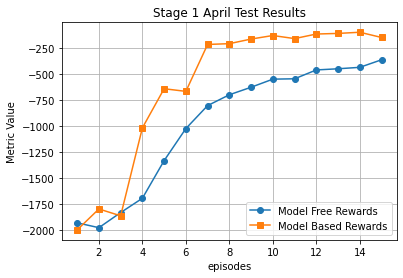 Stage 1 April Test Results
Metric Value
−250
−500
−750
−1000
−1250
−1500
−1750
−2000
2 4 6 8 10 12 14
episodes
Model Free Rewards
Model Based Rewards